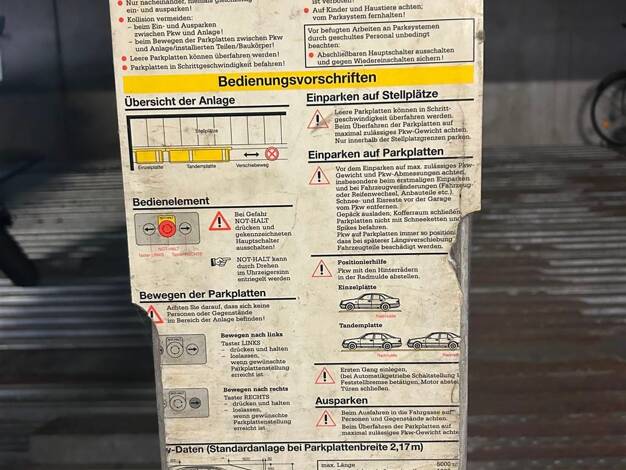 Nur nacheinander, niemals gleichzeitig
ein- und ausparken!
Kollision vermeiden:
– beim Ein- und Ausparken
zwischen Pkw und Anlage!
– beim Bewegen der Parkplatten zwischen Pkw
und Anlage/installierten Teilen/Baukörper!
Leere Parkplatten können überfahren werden!
Parkplatten in Schrittgeschwindigkeit befahren!
ist verboten!
Auf Kinder und Haustiere achten;
vom Parksystem fernhalten!
Vor befugten Arbeiten an Parksystemen
durch geschultes Personal unbedingt
beachten:
Abschließbaren Hauptschalter ausschalten
und gegen Wiedereinschalten sichern!
Bedienungsvorschriften
Übersicht der Anlage
Stellplätze
Einzelplatte
Tandemplatte
Verschiebeweg
Bedienelement
NOT-HALT
Taster LINKS
Taster RECHTS
Bei Gefahr
NOT-HALT
drücken und
gekennzeichneten
Hauptschalter
ausschalten!
NOT-HALT kann
durch Drehen
im Uhrzeigersinn
entriegelt werden
Bewegen der Parkplatten
Achten Sie darauf, dass sich keine
Personen oder Gegenstände
im Bereich der Anlage befinden!
Bewegen nach links
Taster LINKS
– drücken und halten
– loslassen,
wenn gewünschte
Parkplattenstellung
erreicht ist
Bewegen nach rechts
Taster RECHTS
– drücken und halten
– loslassen,
wenn gewünschte
Parkplattenstellung
erreicht ist
Einparken auf Stellplätze
Leere Parkplatten können in Schritt-
geschwindigkeit überfahren werden.
Beim Überfahren der Parkplatten auf
maximal zulässiges Pkw-Gewicht achten.
Nur innerhalb der Stellplatzgrenzen parken.
Einparken auf Parkplatten
Vor dem Einparken auf max. zulässiges Pkw-
Gewicht und Pkw-Abmessungen achten,
insbesondere beim erstmaligen Einparken
und bei Fahrzeugänderungen (Fahrzeug-
oder Reifenwechsel, Anbauteile etc.).
Schnee- und Eisreste vor der Garage
vom Pkw entfernen.
Gepäck ausladen; Kofferraum schließen
Parkplatten nicht mit Schneeketten und
Spikes befahren.
Pkw auf Parkplatten immer so position
dass bei späterer Längsverschiebung
Fahrzeugteile beschädigt werden.
Positionierhilfe
Pkw mit den Hinterrädern
in der Radmulde abstellen.
Einzelplatte
Radmulde
Tandemplatte
Radmulde
Radmulde
Ersten Gang einlegen,
(bei Automatikgetriebe Schaltstellung
Feststellbremse betätigen, Motor abstel
Türen schließen.
Ausparken
Beim Ausfahren in die Fahrgasse auf
Personen und Gegenstände achten.
Beim Überfahren der Parkplatten auf
maximal zulässiges Pkw-Gewicht achte
w-Daten (Standardanlage bei Parkplattenbreite 2,17 m)
max. Länge
5000